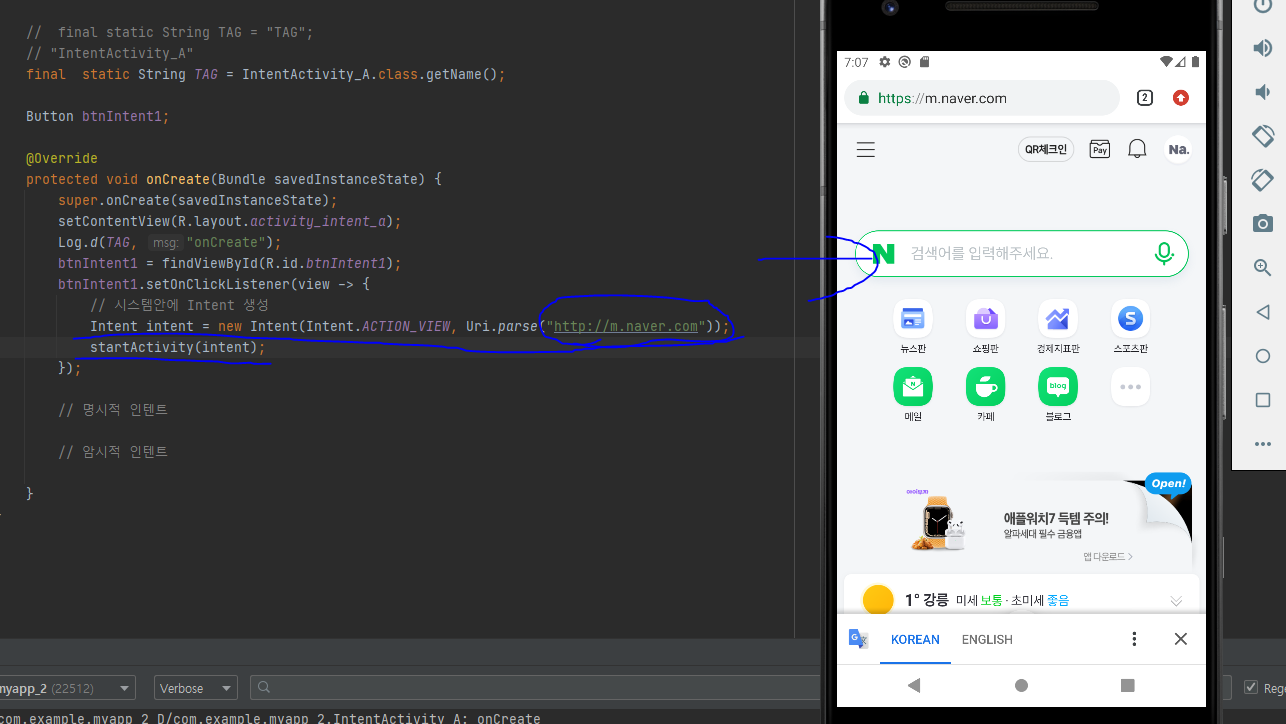 //  final static String TAG = "TAG";
// "IntentActivity_A"
final  static String TAG = IntentActivity_A.class.getName();
Button btnIntent1;
@Override
protected void onCreate(Bundle savedInstanceState) {
super.onCreate(savedInstanceState);
setContentView(R.layout.activity_intent_a);
Log.d(TAG, msg: "onCreate");
btnIntent1 = findViewById(R.id.btnIntent1);
btnIntent1.setOnClickListener(view -> {
// 시스템안에 Intent 생성
Intent intent = new Intent(Intent.ACTION_VIEW, Uri.parse("http://m.naver.com"));
startActivity(intent);
});
// 명시적 인텐트
// 암시적 인텐트
}
myapp_2 (22512)
Verbose
Rege
com.example.myapp_2 D/com.example.myapp_2.IntentActivity_A: onCreate
7:07
https://m.naver.com
2
QR체크인
Pay
Na.
N
검색어를 입력해주세요.
뉴스판
쇼핑판
경제지표판
S
스포츠판
N
메일
카페
blog
블로그
Open!
애플워치7 득템 주의!
알파세대 필수 금융앱
앱 다운로드 >
1° 강릉 미세 보통 · 초미세 좋음
G
KOREAN
ENGLISH